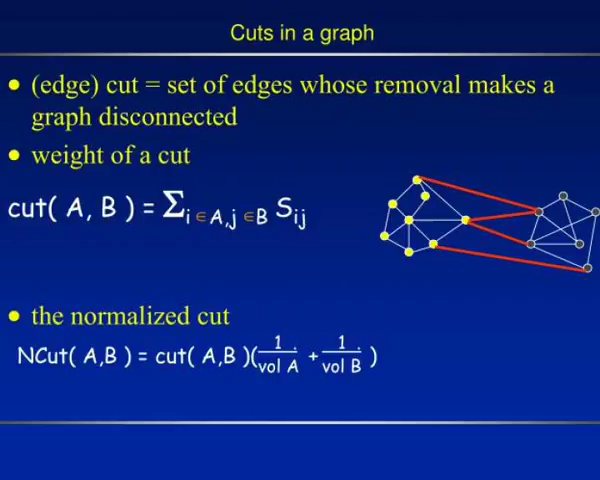 Cuts in a graph
• (edge) cut = set of edges whose removal makes a
graph disconnected
• weight of a cut
cut( A, B ) = Σi ∈ A,j ∈ B Sij
• the normalized cut
NCut( A,B ) = cut( A,B )(1/vol A + 1/vol B )